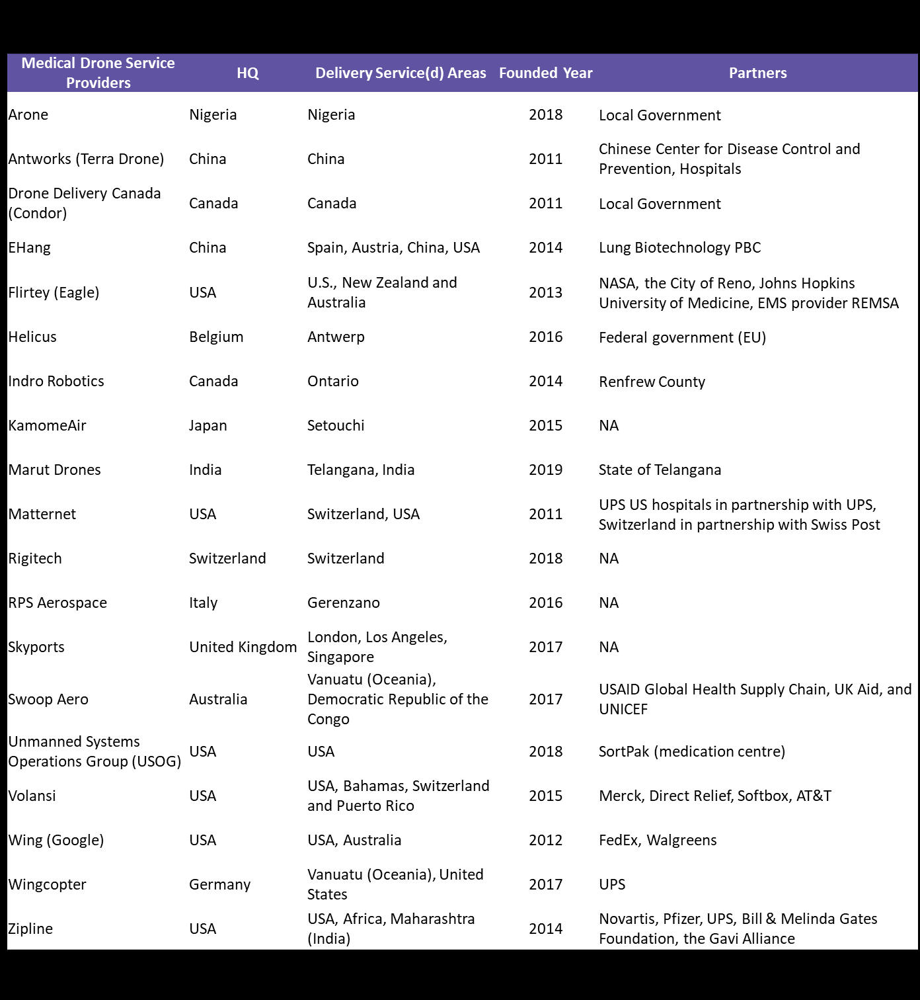 Medical Drone Service
Providers
HQ
Delivery Service(d) Areas
Founded Year
Partners
Arone
Nigeria
Nigeria
2018
Local Government
Antworks (Terra Drone)
China
China
2011
Chinese Center for Disease Control and
Prevention, Hospitals
Drone Delivery Canada
(Condor)
Canada
Canada
2011
Local Government
EHang
China
Spain, Austria, China, USA
2014
Lung Biotechnology PBC
Flirtey (Eagle)
USA
U.S., New Zealand and
Australia
2013
NASA, the City of Reno, Johns Hopkins
University of Medicine, EMS provider REMSA
Helicus
Belgium
Antwerp
2016
Federal government (EU)
Indro Robotics
Canada
Ontario
2014
Renfrew County
KamomeAir
Japan
Setouchi
2015
NA
Marut Drones
India
Telangana, India
2019
State of Telangana
Matternet
USA
Switzerland, USA
2011
UPS US hospitals in partnership with UPS,
Switzerland in partnership with Swiss Post
Rigitech
Switzerland
Switzerland
2018
NA
RPS Aerospace
Italy
Gerenzano
2016
NA
Skyports
United Kingdom
London, Los Angeles,
Singapore
2017
NA
Swoop Aero
Australia
Vanuatu (Oceania),
Democratic Republic of the
Congo
2017
USAID Global Health Supply Chain, UK Aid, and
UNICEF
Unmanned Systems
Operations Group (USOG)
USA
USA
2018
SortPak (medication centre)
Volansi
USA
USA, Bahamas, Switzerland
and Puerto Rico
2015
Merck, Direct Relief, Softbox, AT&T
Wing (Google)
USA
USA, Australia
2012
FedEx, Walgreens
Wingcopter
Germany
Vanuatu (Oceania), United
States
2017
UPS
Zipline
USA
USA, Africa, Maharashtra
(India)
2014
Novartis, Pfizer, UPS, Bill & Melinda Gates
Foundation, the Gavi Alliance